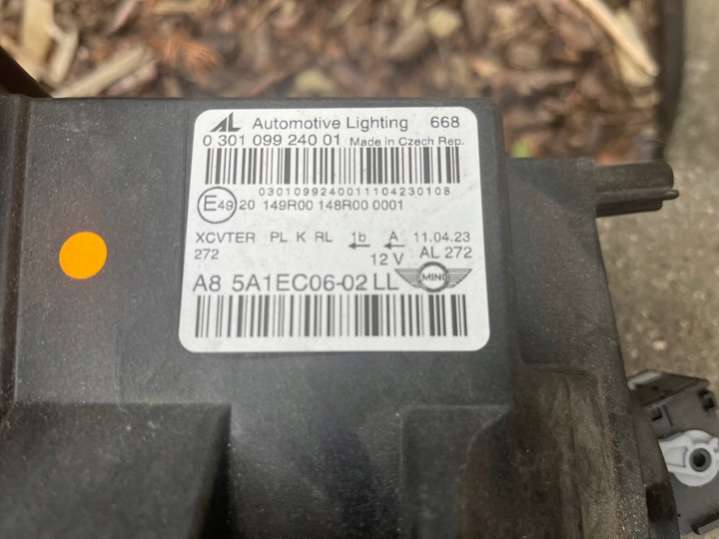 AL Automotive Lighting 668
0 301 099 240 01 Made in Czech Rep.
0301099240011104230108
E49 20 149R00 148R00 0001
XCVTER PL K RL 1b A 11.04.23
272 12 V AL 272
A8 5A1EC06-02 LL MINI